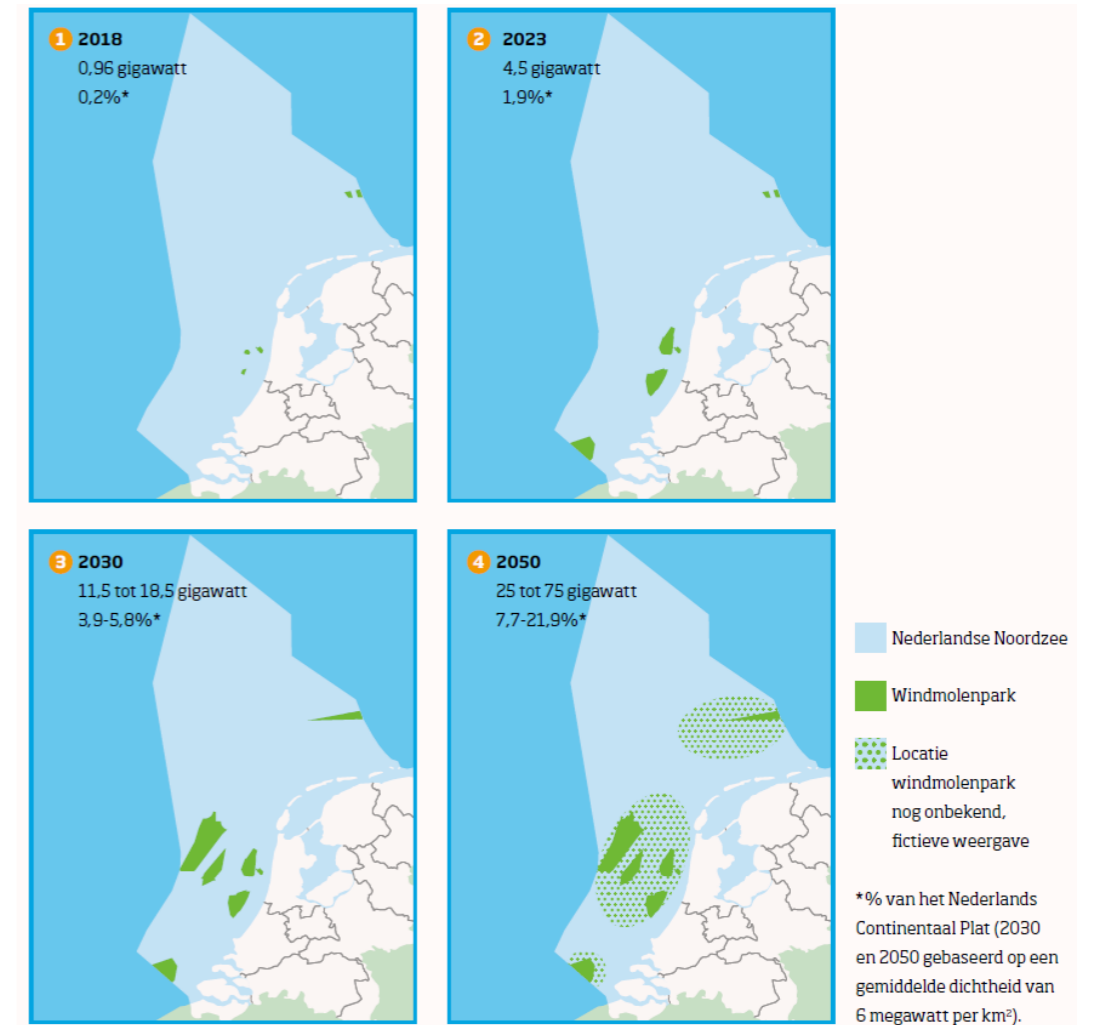 1 2018
0,96 gigawatt
0,2%*
2 2023
4,5 gigawatt
1,9%*
3 2030
11,5 tot 18,5 gigawatt
3,9-5,8%*
4 2050
25 tot 75 gigawatt
7,7-21,9%*
Nederlandse Noordzee
Windmolenpark
Locatie
windmolenpark
nog onbekend,
fictieve weergave
*% van het Nederlands
Continentaal Plat (2030
en 2050 gebaseerd op een
gemiddelde dichtheid van
6 megawatt per km²).